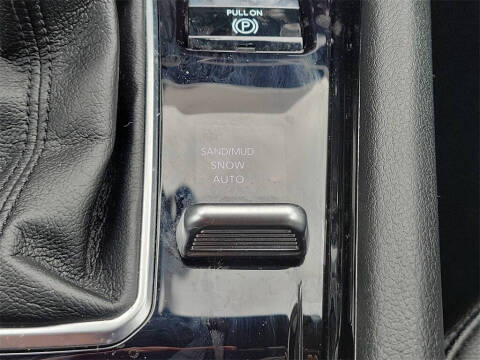 PULL ON
(P)
SAND/MUD
SNOW
AUTO